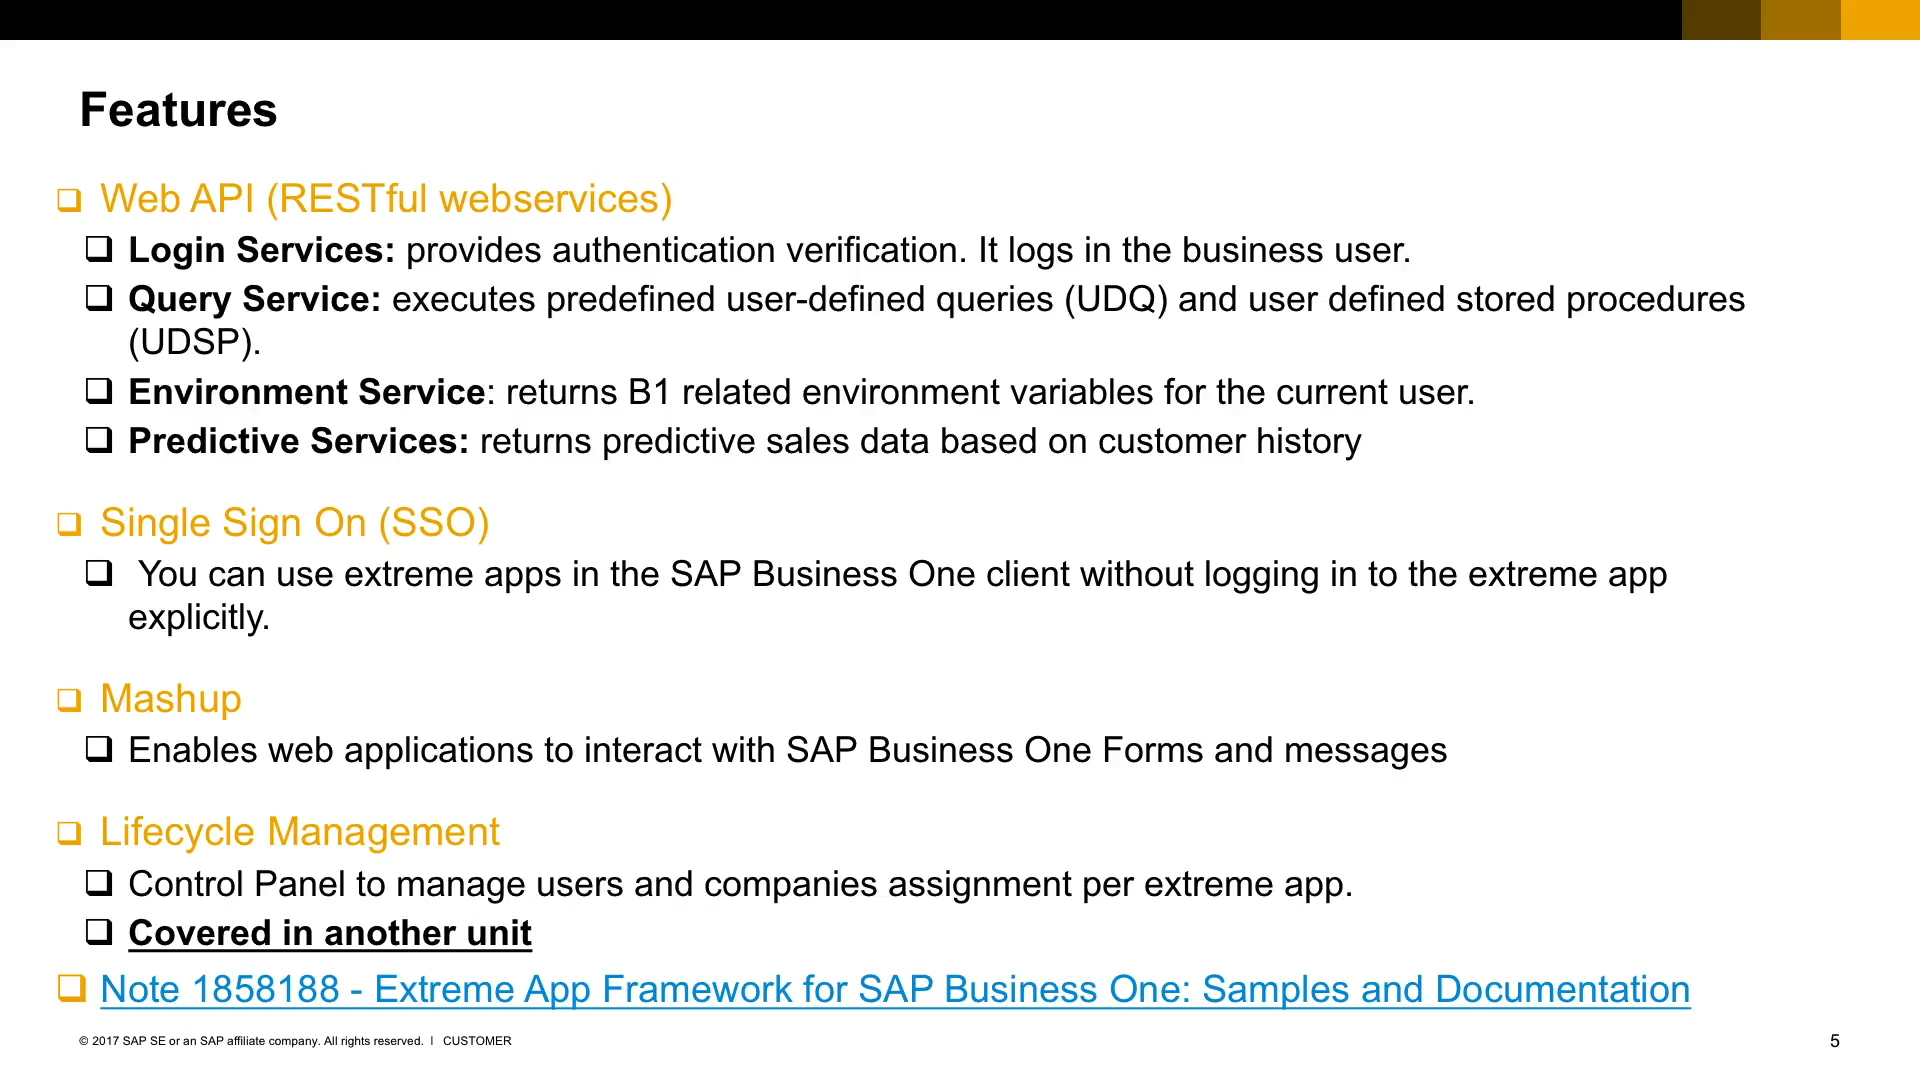 Features
Web API (RESTful webservices)
Login Services: provides authentication verification. It logs in the business user.
Query Service: executes predefined user-defined queries (UDQ) and user defined stored procedures
(UDSP).
Environment Service: returns B1 related environment variables for the current user.
Predictive Services: returns predictive sales data based on customer history
Single Sign On (SSO)
You can use extreme apps in the SAP Business One client without logging in to the extreme app
explicitly.
Mashup
Enables web applications to interact with SAP Business One Forms and messages
Lifecycle Management
Control Panel to manage users and companies assignment per extreme app.
Covered in another unit
Note 1858188 - Extreme App Framework for SAP Business One: Samples and Documentation
© 2017 SAP SE or an SAP affiliate company. All rights reserved. I CUSTOMER
5